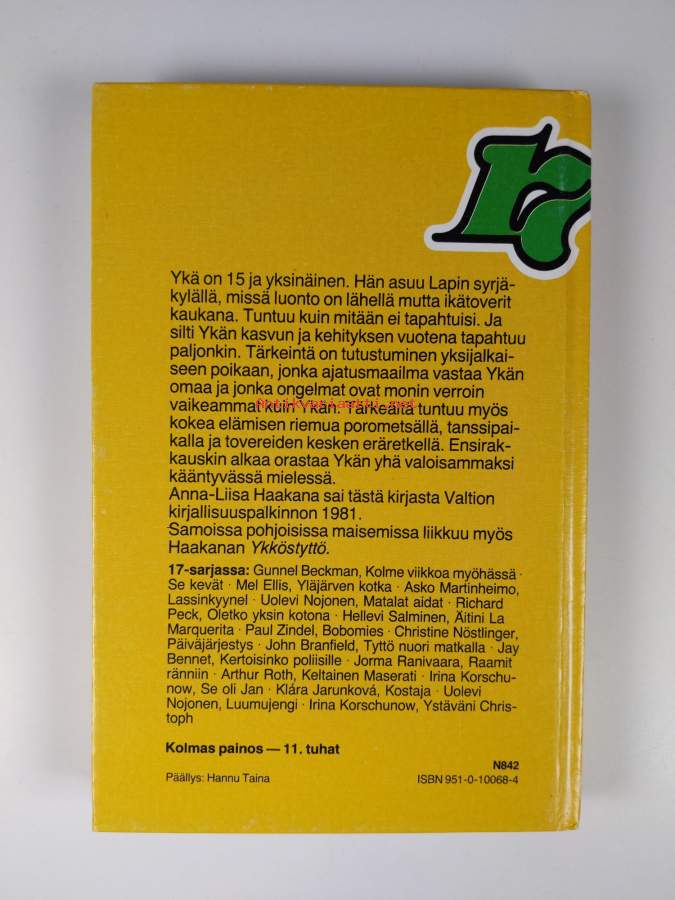 17
Ykä on 15 ja yksinäinen. Hän asuu Lapin syrjä-
kylällä, missä luonto on lähellä mutta ikätoverit
kaukana. Tuntuu kuin mitään ei tapahtuisi. Ja
silti Ykän kasvun ja kehityksen vuotena tapahtuu
paljonkin. Tärkeintä on tutustuminen yksijalkai-
seen poikaan, jonka ajatusmaailma vastaa Ykän
omaa ja jonka ongelmat ovat monin verroin
vaikeammat kuin Ykän. Tärkeältä tuntuu myös
Antikvariaatti.net
kokea elämisen riemua porometsällä, tanssipai-
kalla ja tovereiden kesken eräretkellä. Ensirak-
kauskin alkaa orastaa Ykän yhä valoisammaksi
kääntyvässä mielessä.
Anna-Liisa Haakana sai tästä kirjasta Valtion
kirjallisuuspalkinnon 1981.
Samoissa pohjoisissa maisemissa liikkuu myös
Haakanan Ykköstyttö.
17-sarjassa: Gunnel Beckman, Kolme viikkoa myöhässä ·
Se kevät · Mel Ellis, Yläjärven kotka · Asko Martinheimo,
Lassinkyynel · Uolevi Nojonen, Matalat aidat · Richard
Peck, Oletko yksin kotona · Hellevi Salminen, Äitini La
Marquerita · Paul Zindel, Bobomies · Christine Nöstlinger,
Päiväjärjestys · John Branfield, Tyttö nuori matkalla · Jay
Bennet, Kertoisinko poliisille · Jorma Ranivaara, Raamit
ränniin · Arthur Roth, Keltainen Maserati · Irina Korschu-
now, Se oli Jan · Klára Jarunková, Kostaja · Uolevi
Nojonen, Luumujengi · Irina Korschunow, Ystäväni Chris-
toph
Kolmas painos — 11. tuhat
N842
Päällys: Hannu Taina
ISBN 951-0-10068-4